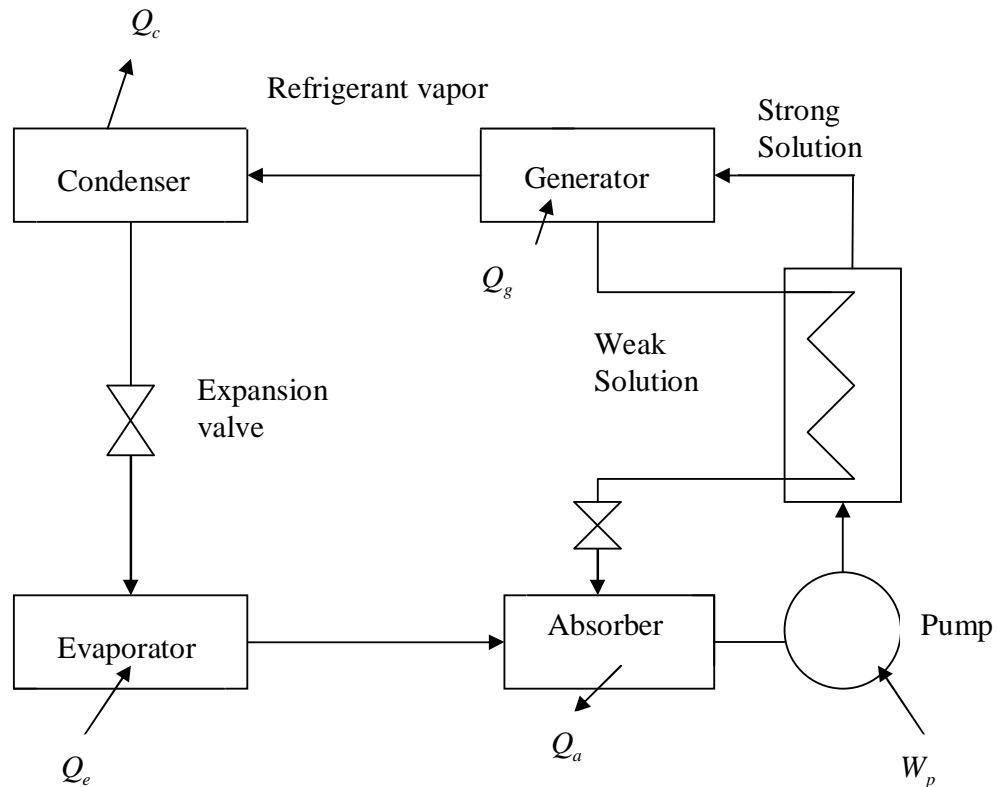 Q_c
Refrigerant vapor
Strong
Solution
Condenser
Generator
Q_g
Weak
Solution
Expansion
valve
Evaporator
Absorber
Pump
Q_e
Q_a
W_p